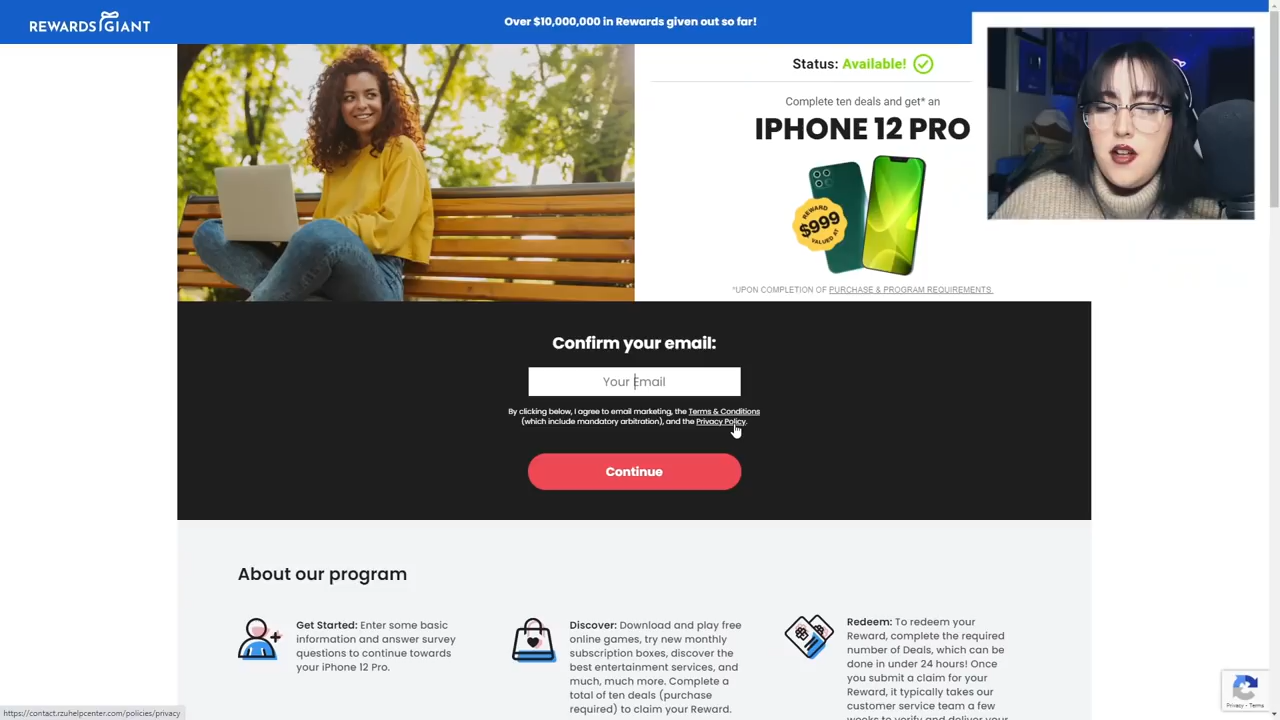 REWARDS GIANT
Over $10,000,000 in Rewards given out so far!
Status: Available!
Complete ten deals and get* an
IPHONE 12 PRO
REWARD
$999
VALUED AT
*UPON COMPLETION OF PURCHASE & PROGRAM REQUIREMENTS.
Confirm your email:
Your Email
By clicking below, I agree to email marketing, the Terms & Conditions
(which include mandatory arbitration), and the Privacy Policy.
Continue
About our program
Get Started: Enter some basic
information and answer survey
questions to continue towards
your iPhone 12 Pro.
Discover: Download and play free
online games, try new monthly
subscription boxes, discover the
best entertainment services, and
much, much more. Complete a
total of ten deals (purchase
required) to claim your Reward.
Redeem: To redeem your
Reward, complete the required
number of Deals, which can be
done in under 24 hours! Once
you submit a claim for your
Reward, it typically takes our
customer service team a few
weeks to verify and deliver your
Privacy - Terms
https://contact.rzuhelpcenter.com/policies/privacy